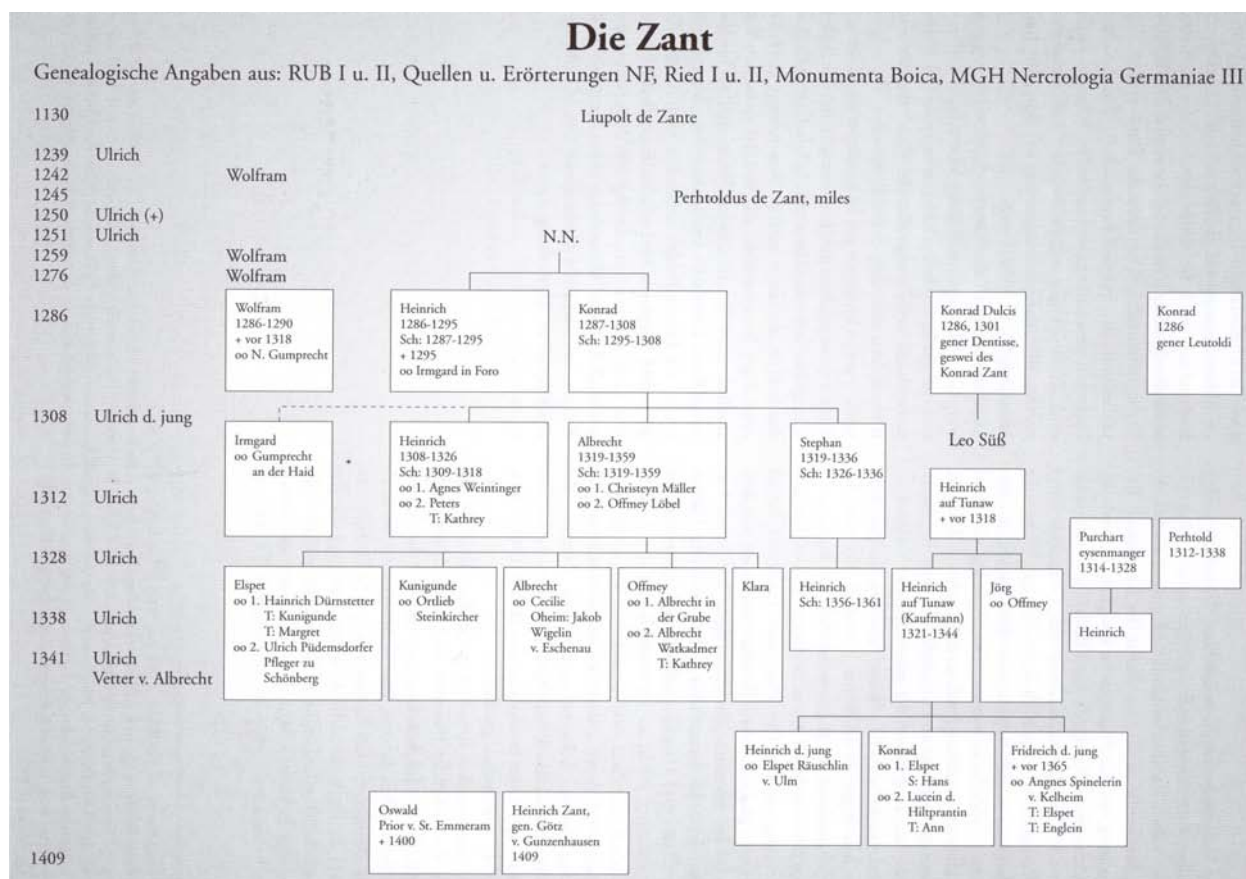 Die Zant
Genealogische Angaben aus: RUB I u. II, Quellen u. Erörterungen NF, Ried I u. II, Monumenta Boica, MGH Nercrologia Germaniae III
1130
Liupolt de Zante
1239 Ulrich
1242 Wolfram
1245
Perhtoldus de Zant, miles
1250 Ulrich (+)
1251 Ulrich
N.N.
1259 Wolfram
1276 Wolfram
1286
Wolfram
1286-1290
+ vor 1318
oo N. Gumprecht
Heinrich
1286-1295
Sch: 1287-1295
+ 1295
oo Irmgard in Foro
Konrad
1287-1308
Sch: 1295-1308
Konrad Dulcis
1286, 1301
gener Dentisse,
geswei des
Konrad Zant
Konrad
1286
gener Leutoldi
1308 Ulrich d. jung
Irmgard
oo Gumprecht
an der Haid
Heinrich
1308-1326
Sch: 1309-1318
oo 1. Agnes Weintinger
oo 2. Peters
T: Kathrey
Albrecht
1319-1359
Sch: 1319-1359
oo 1. Christeyn Mäller
oo 2. Offmey Löbel
Stephan
1319-1336
Sch: 1326-1336
Leo Süß
Heinrich
auf Tunaw
+ vor 1318
1312 Ulrich
Purchart
eysenmanger
1314-1328
Perhtold
1312-1338
1328 Ulrich
Elspet
oo 1. Hainrich Dürnstetter
T: Kunigunde
T: Margret
oo 2. Ulrich Püdemsdorfer
Pfleger zu
Schönberg
Kunigunde
oo Ortlieb
Steinkircher
Albrecht
oo Cecilie
Oheim: Jakob
Wigelin
v. Eschenau
Offmey
oo 1. Albrecht in
der Grube
oo 2. Albrecht
Watkadmer
T: Kathrey
Klara
Heinrich
Sch: 1356-1361
Heinrich
auf Tunaw
(Kaufmann)
1321-1344
Jörg
oo Offmey
Heinrich
1338 Ulrich
1341 Ulrich
Vetter v. Albrecht
Heinrich d. jung
oo Elspet Räuschlin
v. Ulm
Konrad
oo 1. Elspet
S: Hans
oo 2. Lucein d.
Hiltprantin
T: Ann
Fridreich d. jung
+ vor 1365
oo Angnes Spinelerin
v. Kelheim
T: Elspet
T: Englein
Oswald
Prior v. St. Emmeram
+ 1400
Heinrich Zant,
gen. Götz
v. Gunzenhausen
1409
1409